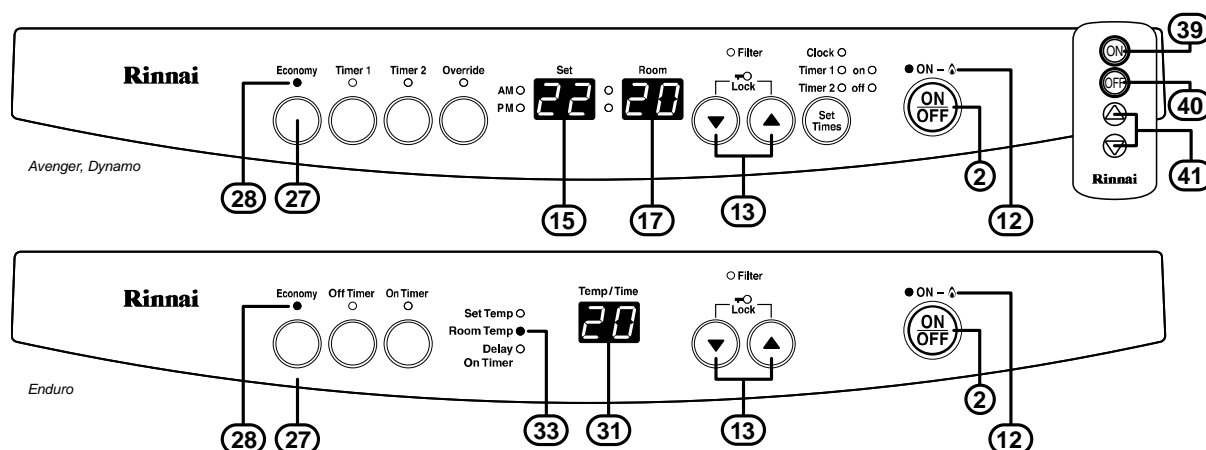 Rinnai
Economy Timer 1 Timer 2 Override
AM
PM
Set
22
Room
20
Filter
Lock
Clock
Timer 1 on
Timer 2 off
Set
Times
ON –
ON
OFF
ON
OFF
Rinnai
39
40
41
Avenger, Dynamo
28
27
15
17
13
2
12
Rinnai
Economy Off Timer On Timer
Set Temp
Room Temp
Delay
On Timer
Temp/Time
20
Filter
Lock
ON –
ON
OFF
Enduro
28
27
33
31
13
2
12